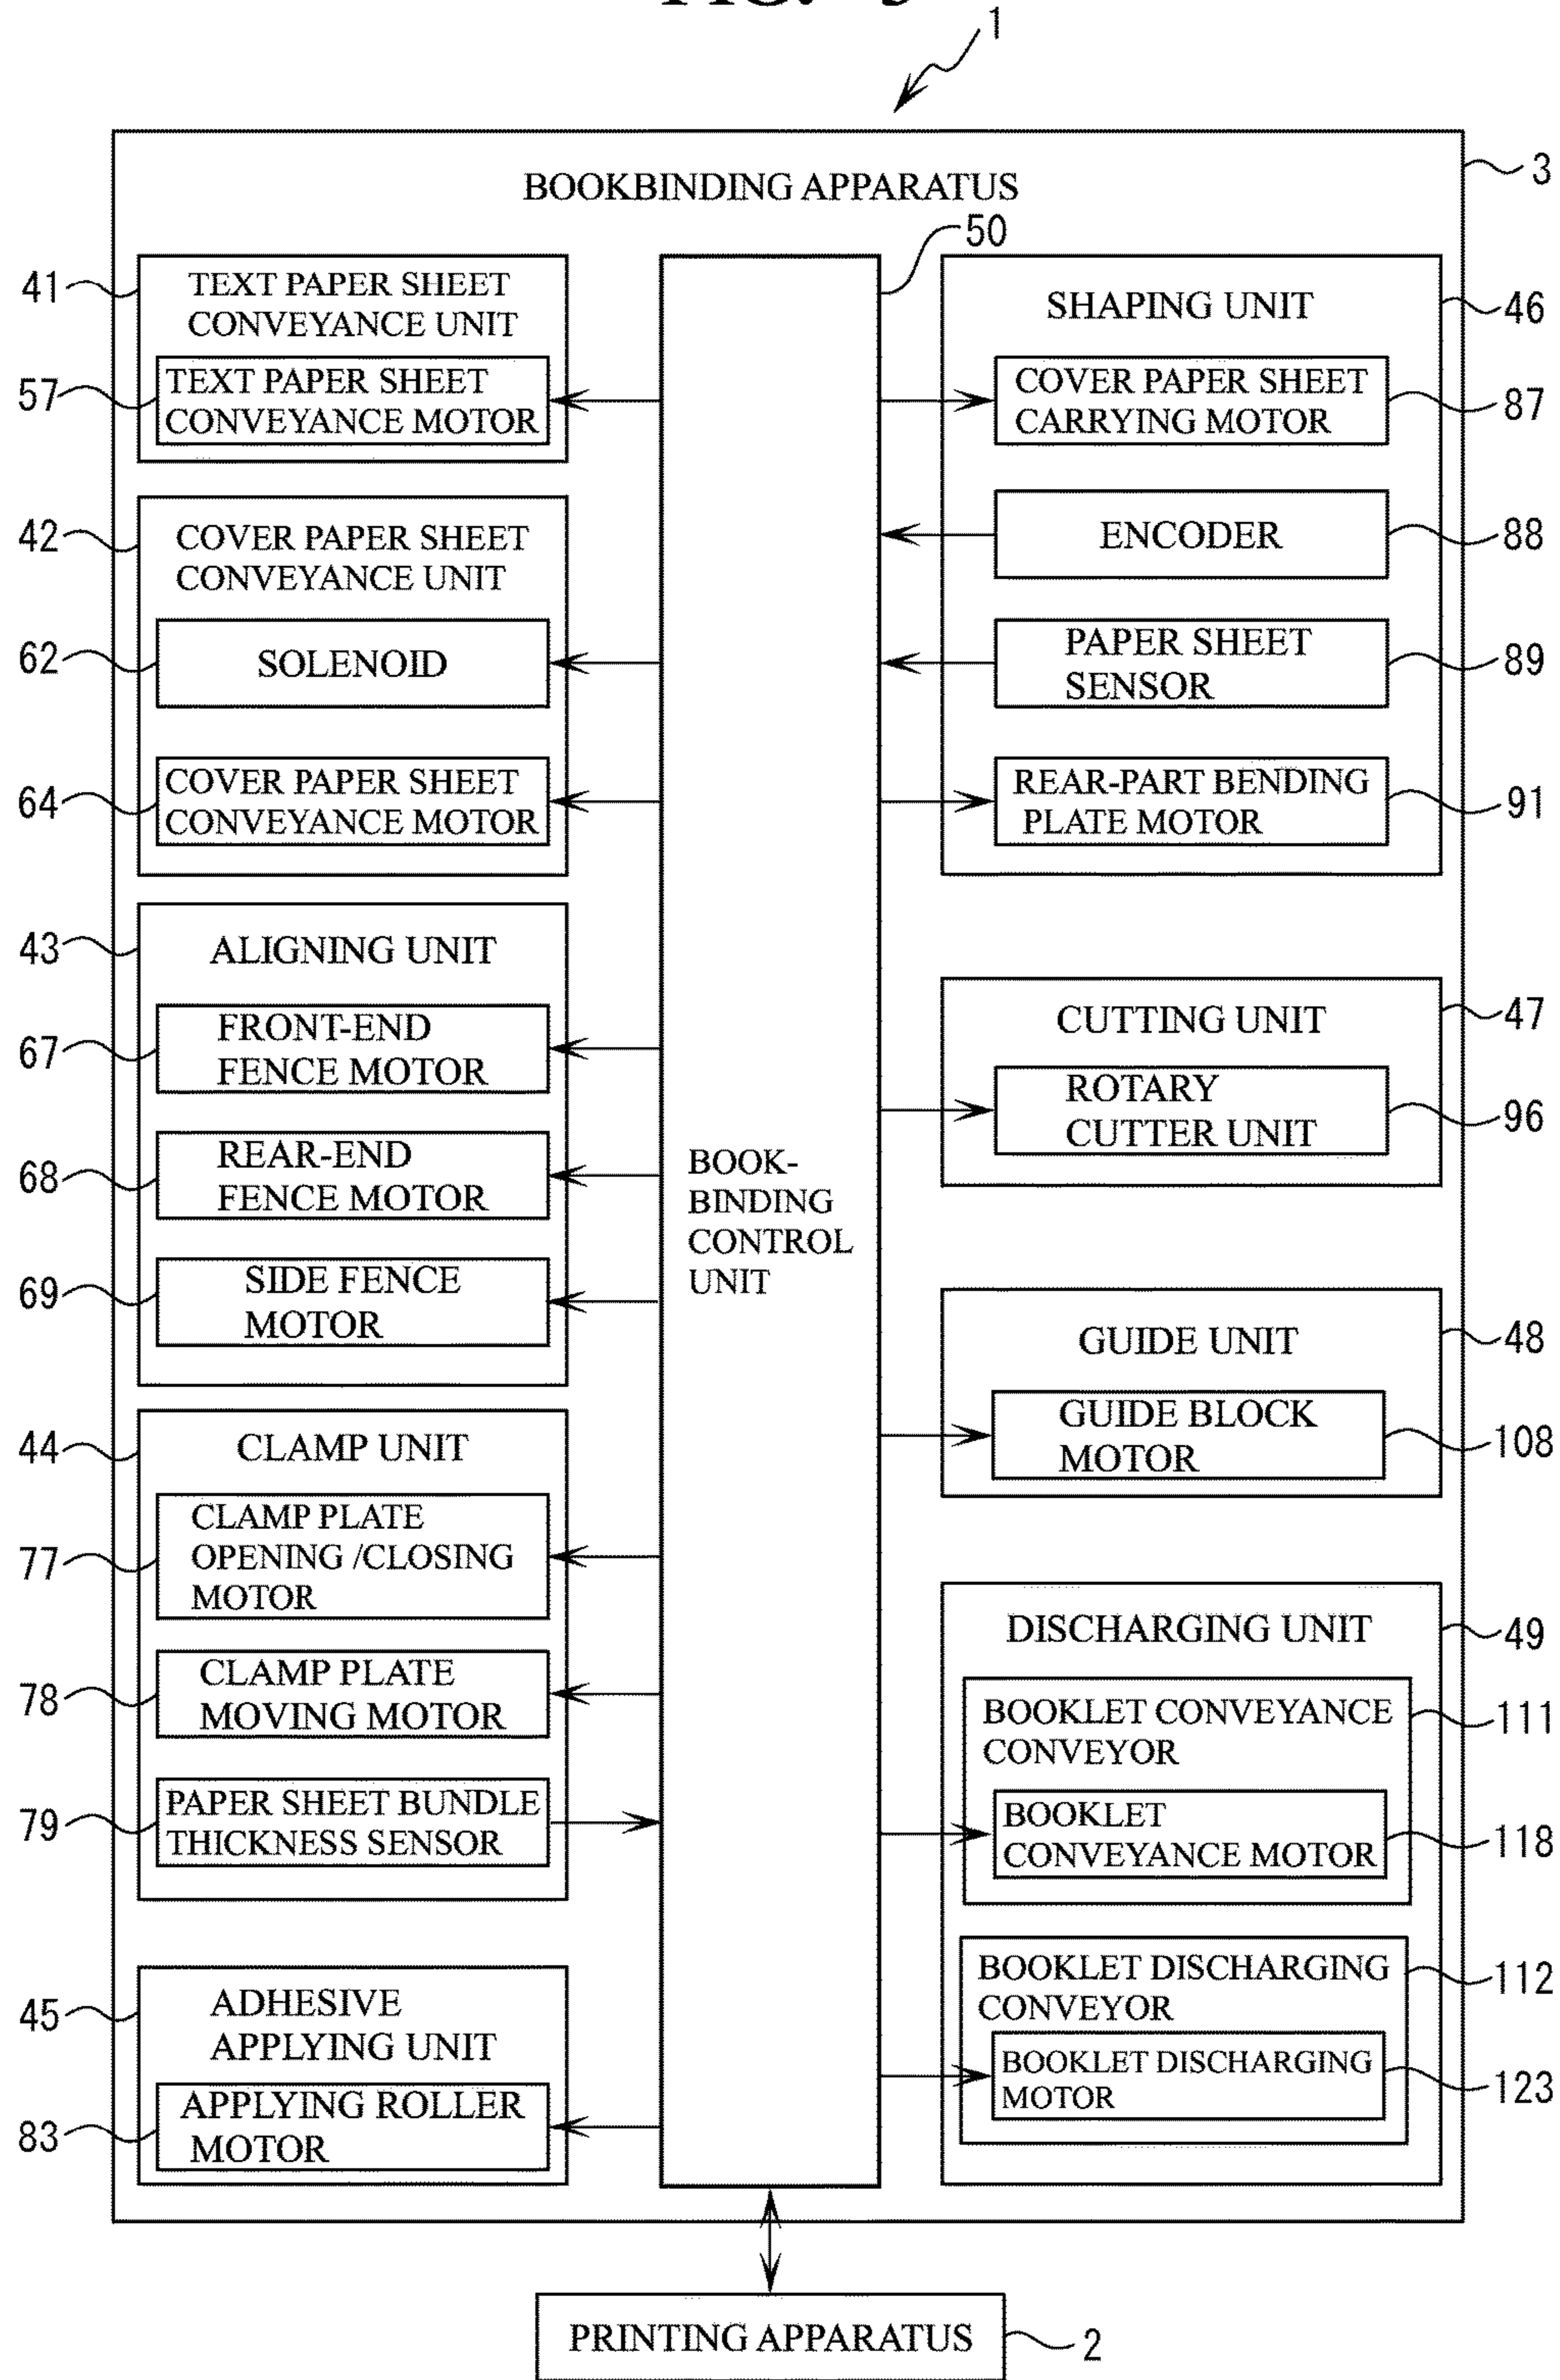 1
BOOKBINDING APPARATUS
3
50
41
TEXT PAPER SHEET
CONVEYANCE UNIT
57
TEXT PAPER SHEET
CONVEYANCE MOTOR
42
COVER PAPER SHEET
CONVEYANCE UNIT
62
SOLENOID
64
COVER PAPER SHEET
CONVEYANCE MOTOR
43
ALIGNING UNIT
67
FRONT-END
FENCE MOTOR
68
REAR-END
FENCE MOTOR
69
SIDE FENCE
MOTOR
44
CLAMP UNIT
77
CLAMP PLATE
OPENING /CLOSING
MOTOR
78
CLAMP PLATE
MOVING MOTOR
79
PAPER SHEET BUNDLE
THICKNESS SENSOR
45
ADHESIVE
APPLYING UNIT
83
APPLYING ROLLER
MOTOR
BOOK-
BINDING
CONTROL
UNIT
SHAPING UNIT
46
COVER PAPER SHEET
CARRYING MOTOR
87
ENCODER
88
PAPER SHEET
SENSOR
89
REAR-PART BENDING
PLATE MOTOR
91
CUTTING UNIT
47
ROTARY
CUTTER UNIT
96
GUIDE UNIT
48
GUIDE BLOCK
MOTOR
108
DISCHARGING UNIT
49
BOOKLET CONVEYANCE
CONVEYOR
111
BOOKLET
CONVEYANCE MOTOR
118
BOOKLET DISCHARGING
CONVEYOR
112
BOOKLET DISCHARGING
MOTOR
123
PRINTING APPARATUS
2